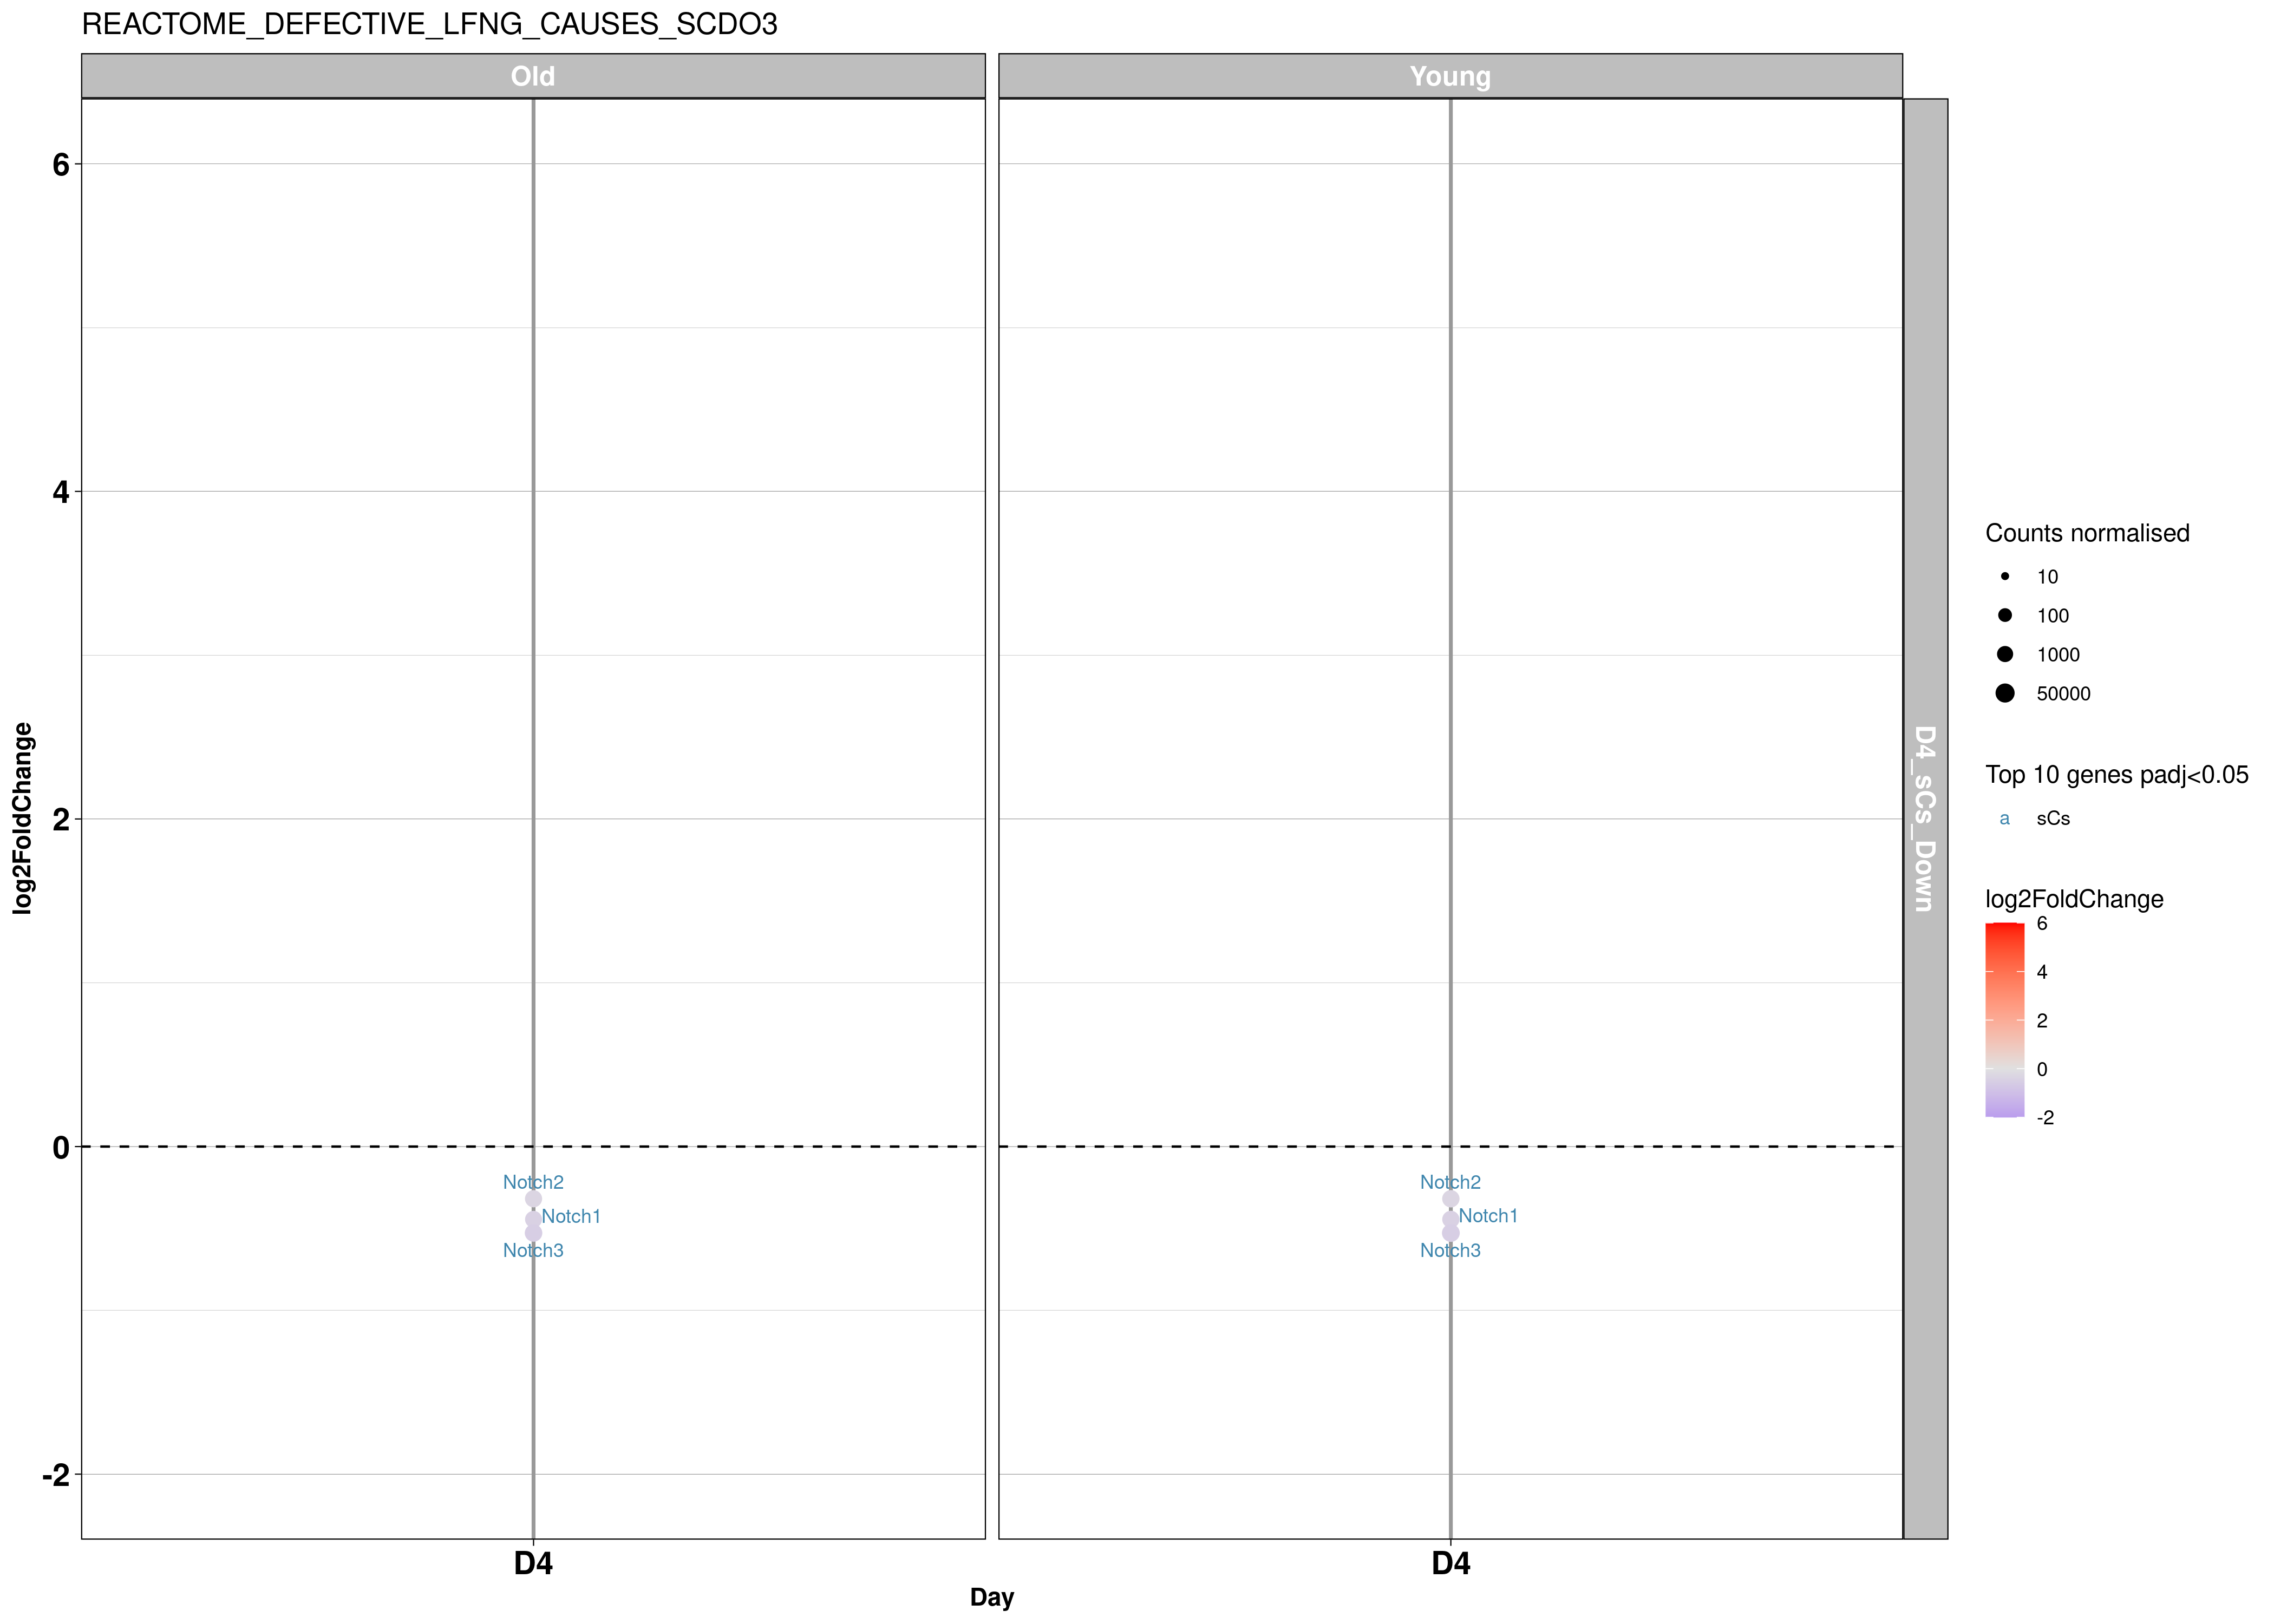 REACTOME_DEFECTIVE_LFNG_CAUSES_SCDO3
Old
Young
6
4
2
0
-2
log2FoldChange
Notch2
Notch1
Notch3
Notch2
Notch1
Notch3
D4_sCs_Down
D4
D4
Day
Counts normalised
10
100
1000
50000
Top 10 genes padj<0.05
a sCs
log2FoldChange
6
4
2
0
-2